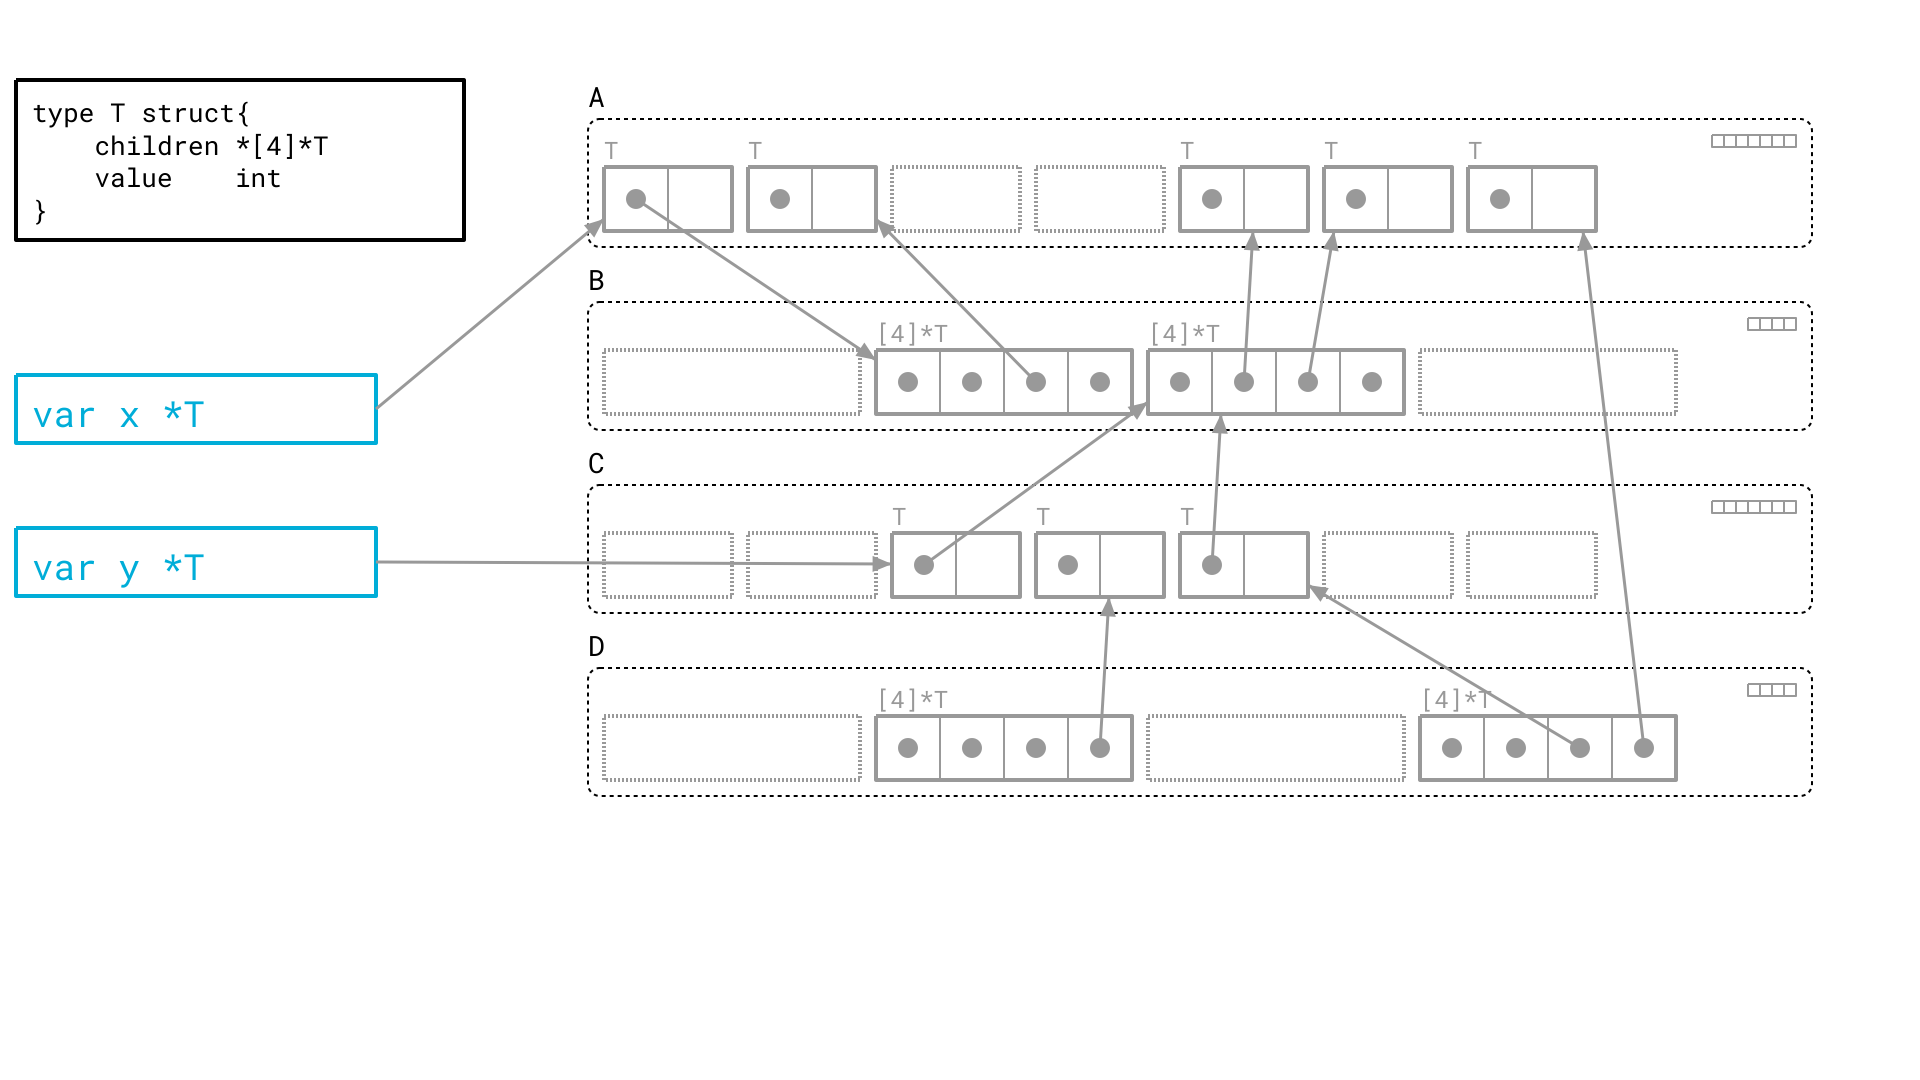 type T struct{
    children *[4]*T
    value    int
}
var x *T
var y *T
A
T T T T T
B
[4]*T [4]*T
C
T T T
D
[4]*T [4]*T